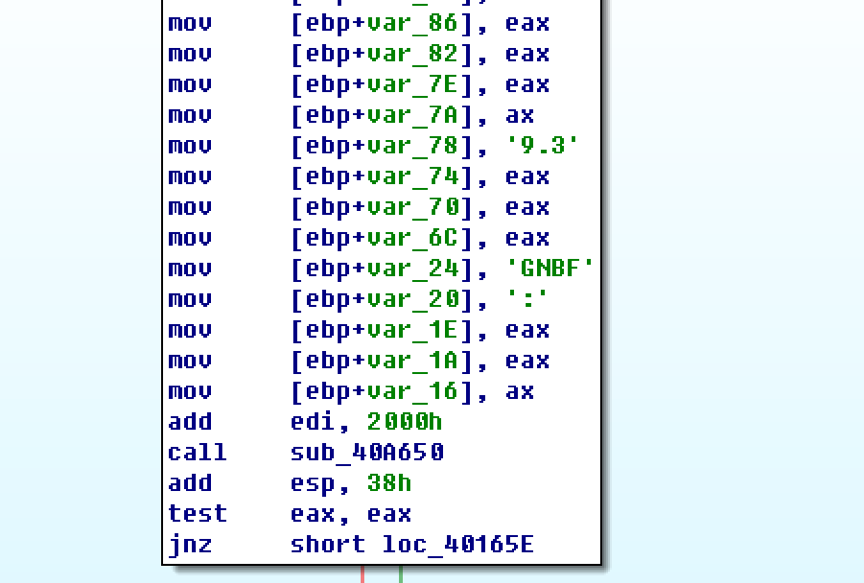 mov [ebp+var_86], eax
mov [ebp+var_82], eax
mov [ebp+var_7E], eax
mov [ebp+var_7A], ax
mov [ebp+var_78], '9.3'
mov [ebp+var_74], eax
mov [ebp+var_70], eax
mov [ebp+var_6C], eax
mov [ebp+var_24], 'GNBF'
mov [ebp+var_20], ':'
mov [ebp+var_1E], eax
mov [ebp+var_1A], eax
mov [ebp+var_16], ax
add edi, 2000h
call sub_40A650
add esp, 38h
test eax, eax
jnz short loc_40165E